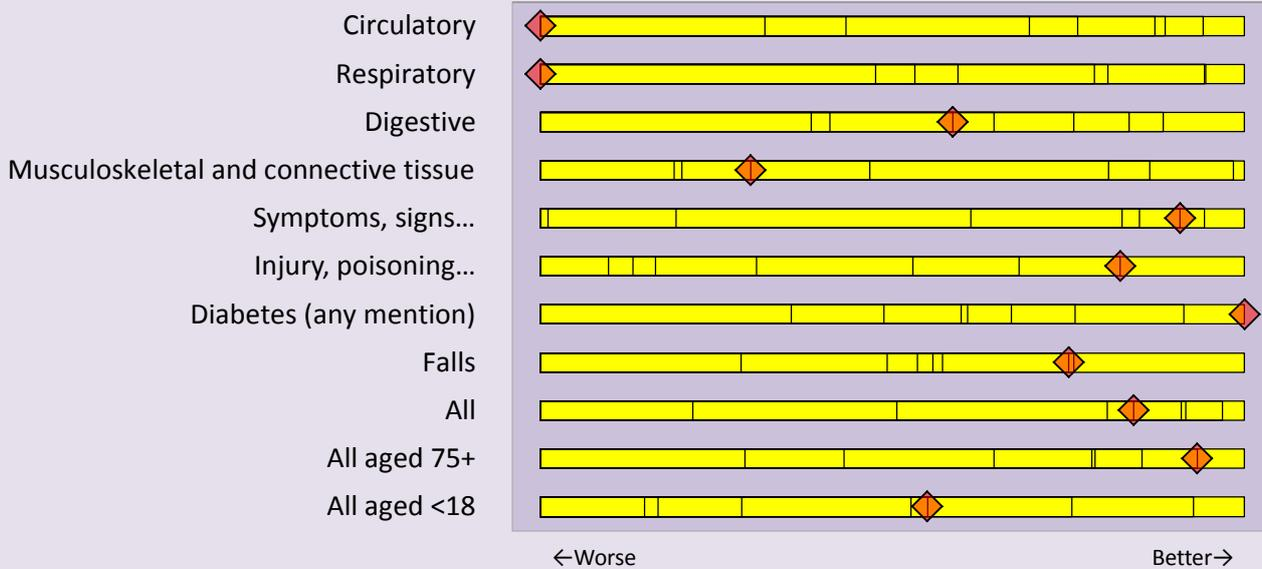 Circulatory
Respiratory
Digestive
Musculoskeletal and connective tissue
Symptoms, signs...
Injury, poisoning...
Diabetes (any mention)
Falls
All
All aged 75+
All aged <18
←Worse
Better→